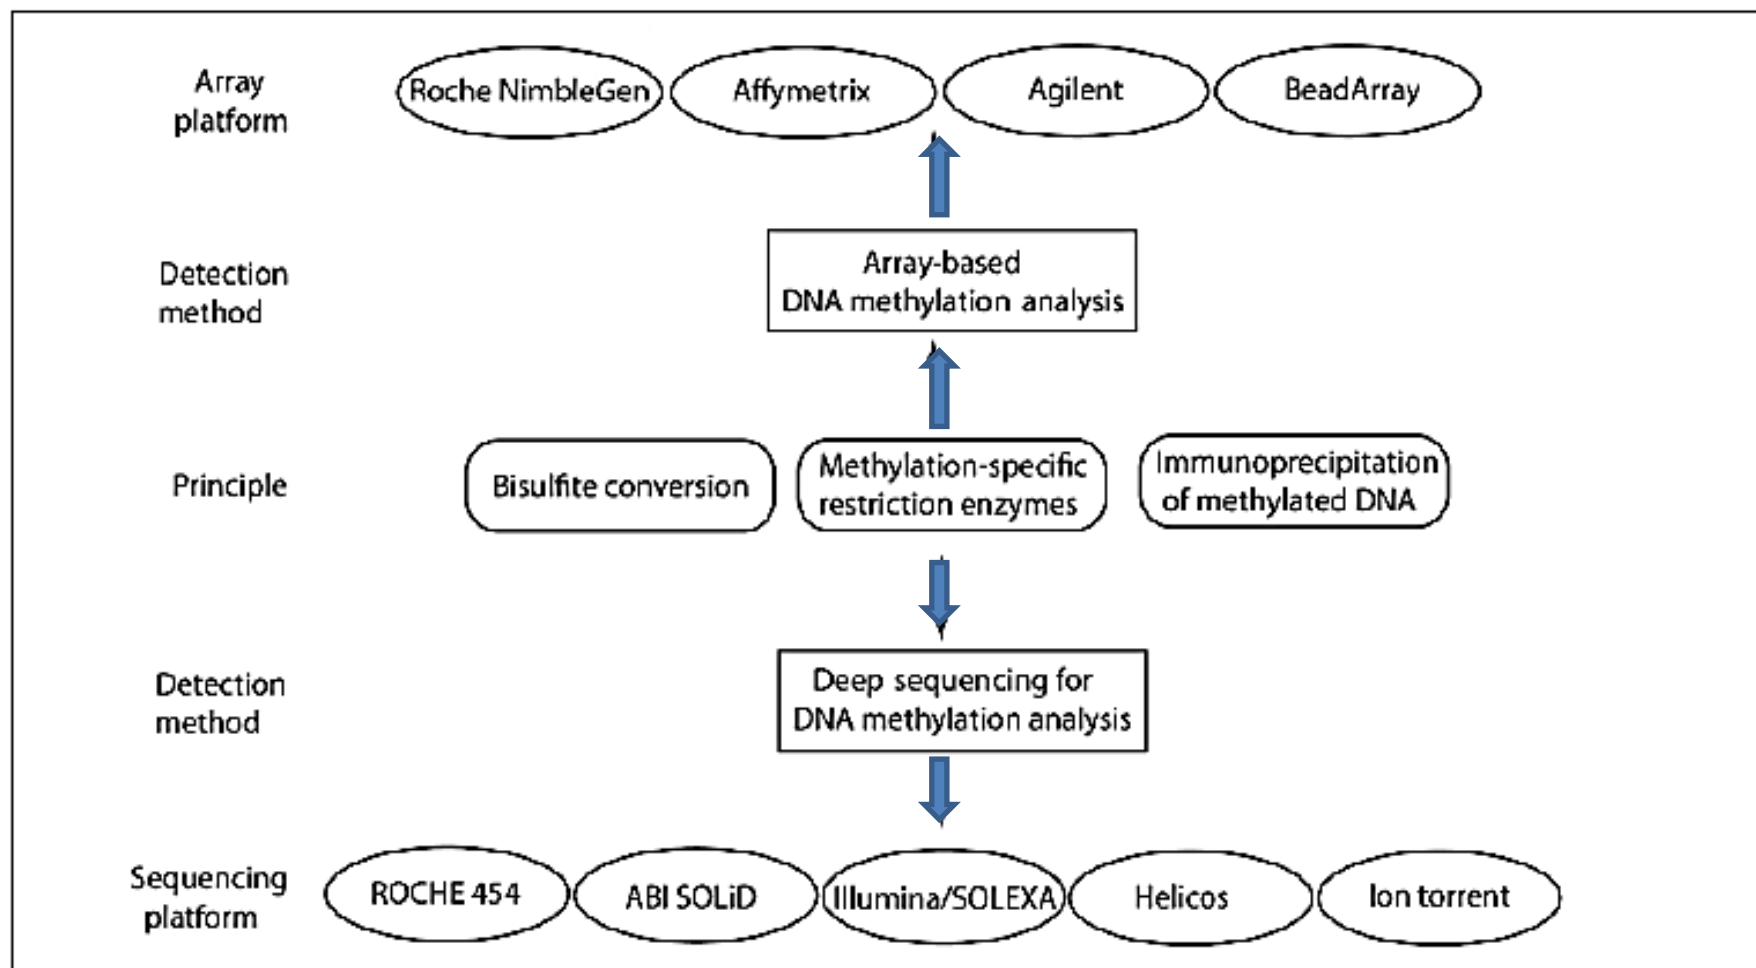 Array
platform
Roche NimbleGen
Affymetrix
Agilent
BeadArray
Detection
method
Array-based
DNA methylation analysis
Principle
Bisulfite conversion
Methylation-specific
restriction enzymes
Immunoprecipitation
of methylated DNA
Detection
method
Deep sequencing for
DNA methylation analysis
Sequencing
platform
ROCHE 454
ABI SOLiD
Illumina/SOLEXA
Helicos
Ion torrent